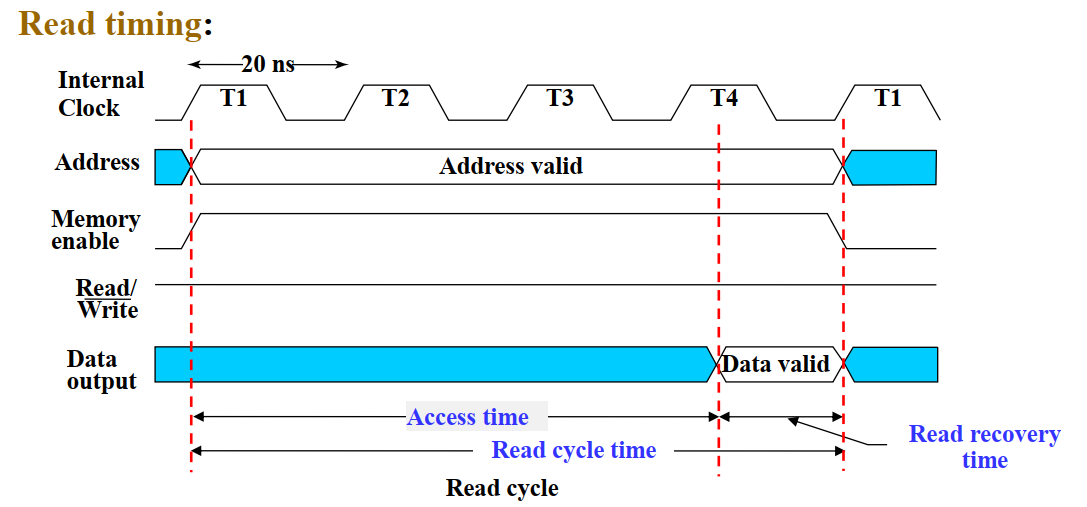 Read timing:
20 ns
Internal
Clock
T1 T2 T3 T4 T1
Address
Address valid
Memory
enable
Read/
Write
Data
output
Data valid
Access time
Read cycle time
Read recovery
time
Read cycle